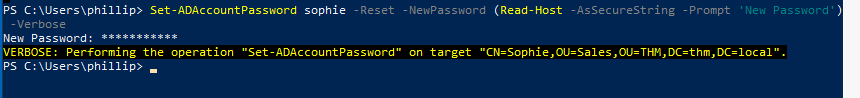 PS C:\Users\phillip> Set-ADAccountPassword sophie -Reset -NewPassword (Read-Host -AsSecureString -Prompt 'New Password')
-Verbose
New Password: ***********
VERBOSE: Performing the operation "Set-ADAccountPassword" on target "CN=Sophie,OU=Sales,OU=THM,DC=thm,DC=local".
PS C:\Users\phillip>